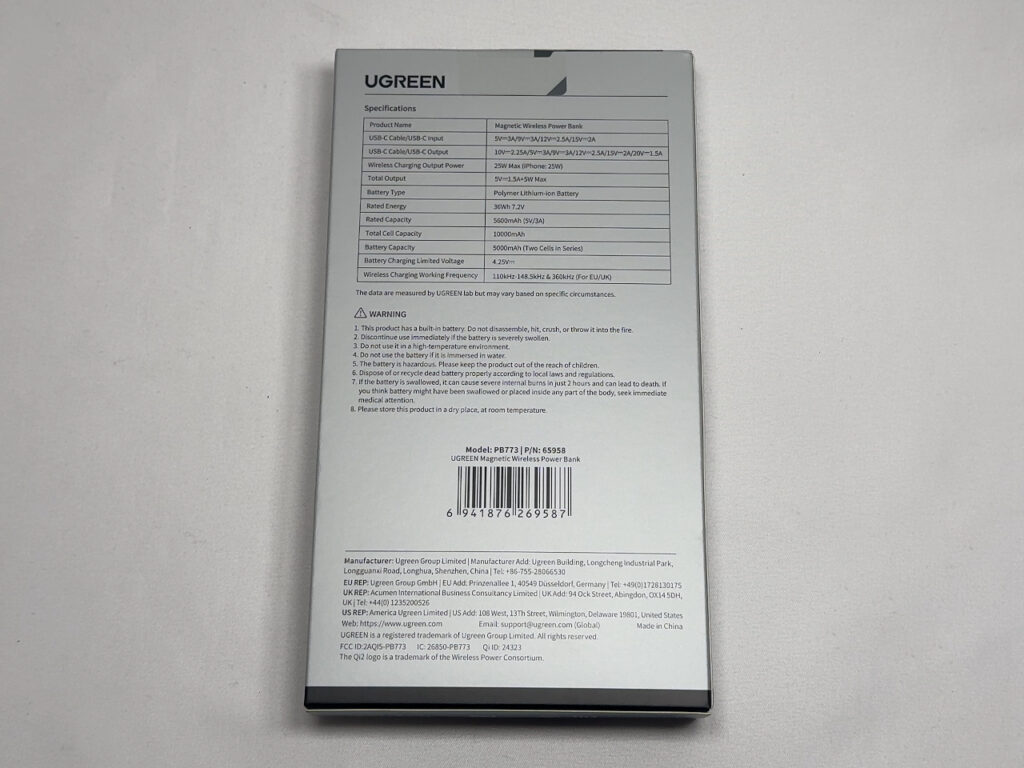 UGREEN
Specifications
Product Name Magnetic Wireless Power Bank
USB-C Cable/USB-C Input 5V⎓3A/9V⎓3A/12V⎓2.5A/15V⎓2A
USB-C Cable/USB-C Output 10V⎓2.25A/5V⎓3A/9V⎓3A/12V⎓2.5A/15V⎓2A/20V⎓1.5A
Wireless Charging Output Power 25W Max (iPhone: 25W)
Total Output 5V⎓1.5A+5W Max
Battery Type Polymer Lithium-Ion Battery
Rated Energy 36Wh 7.2V
Rated Capacity 5600mAh (5V/3A)
Total Cell Capacity 10000mAh
Battery Capacity 5000mAh (Two Cells in Series)
Battery Charging Limited Voltage 4.25V⎓
Wireless Charging Working Frequency 110kHz-148.5kHz & 360kHz (For EU/UK)
The data are measured by UGREEN lab but may vary based on specific circumstances.
WARNING
1. This product has a built-in battery. Do not disassemble, hit, crush, or throw it into the fire.
2. Discontinue use immediately if the battery is severely swollen.
3. Do not use it in a high-temperature environment.
4. Do not use the battery if it is immersed in water.
5. The battery is hazardous. Please keep the product out of the reach of children.
6. Dispose of or recycle dead battery properly according to local laws and regulations.
7. If the battery is swallowed, it can cause severe internal burns in just 2 hours and can lead to death. If
you think battery might have been swallowed or placed inside any part of the body, seek immediate
medical attention.
8. Please store this product in a dry place, at room temperature.
Model: PB773 | P/N: 65958
UGREEN Magnetic Wireless Power Bank
6 941876 269587
Manufacturer: Ugreen Group Limited | Manufacturer Add: Ugreen Building, Longcheng Industrial Park,
Longguanxi Road, Longhua, Shenzhen, China | Tel: +86-755-28066530
EU REP: Ugreen Group GmbH | EU Add: Prinzenallee 1, 40549 Düsseldorf, Germany | Tel: +49(0)1728130175
UK REP: Acumen International Business Consultancy Limited | UK Add: 94 Ock Street, Abingdon, OX14 5DH,
UK | Tel: +44(0) 1235200526
US REP: America Ugreen Limited | US Add: 108 West, 13Th Street, Wilmington, Delaware 19801, United States
Web: https://www.ugreen.com Email: support@ugreen.com (Global) Made in China
UGREEN is a registered trademark of Ugreen Group Limited. All rights reserved.
FCC ID:2AQI5-PB773 IC: 26850-PB773 Qi ID: 24323
The Qi2 logo is a trademark of the Wireless Power Consortium.